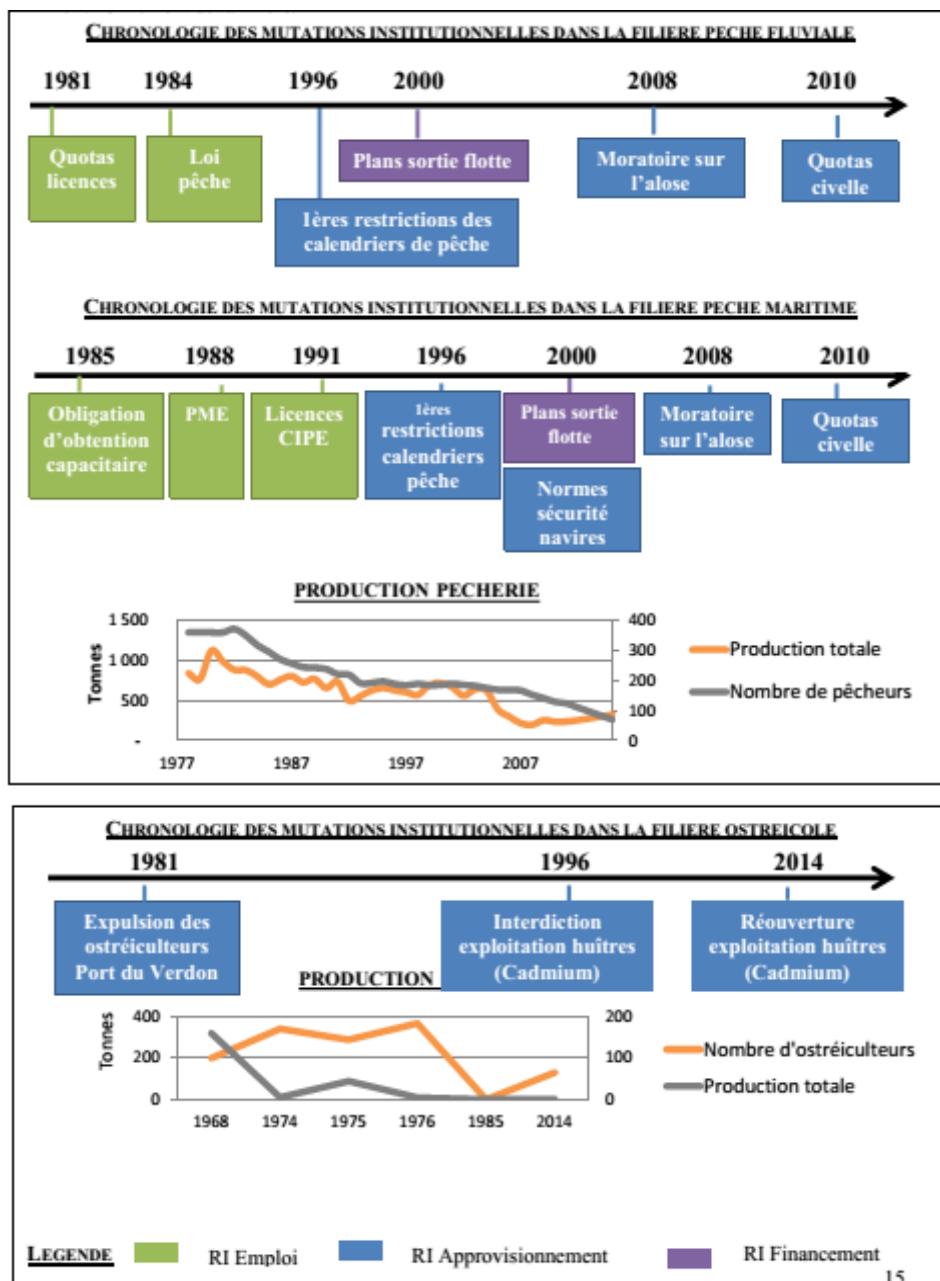 CHRONOLOGIE DES MUTATIONS INSTITUTIONNELLES DANS LA FILIERE PECHE FLUVIALE
1981 1984 1996 2000 2008 2010
Quotas
licences
Loi
pêche
Plans sortie flotte
Moratoire sur
l'alose
Quotas
civelle
1ères restrictions des
calendriers de pêche
CHRONOLOGIE DES MUTATIONS INSTITUTIONNELLES DANS LA FILIERE PECHE MARITIME
1985 1988 1991 1996 2000 2008 2010
Obligation
d'obtention
capacitaire
PME
Licences
CIPE
1ères
restrictions
calendriers
pêche
Plans sortie
flotte
Normes
sécurité
navires
Moratoire
sur l'alose
Quotas
civelle
PRODUCTION PECHERIE
Tonnes
1 500
1 000
500
-
400
300
200
100
0
1977 1987 1997 2007
Production totale
Nombre de pêcheurs
CHRONOLOGIE DES MUTATIONS INSTITUTIONNELLES DANS LA FILIERE OSTREICOLE
1981 1996 2014
Expulsion des
ostréiculteurs
Port du Verdon
Interdiction
exploitation huîtres
(Cadmium)
Réouverture
exploitation huîtres
(Cadmium)
PRODUCTION
Tonnes
400
200
0
200
100
0
1968 1974 1975 1976 1985 2014
Nombre d'ostréiculteurs
Production totale
LEGENDE RI Emploi RI Approvisionnement RI Financement
15